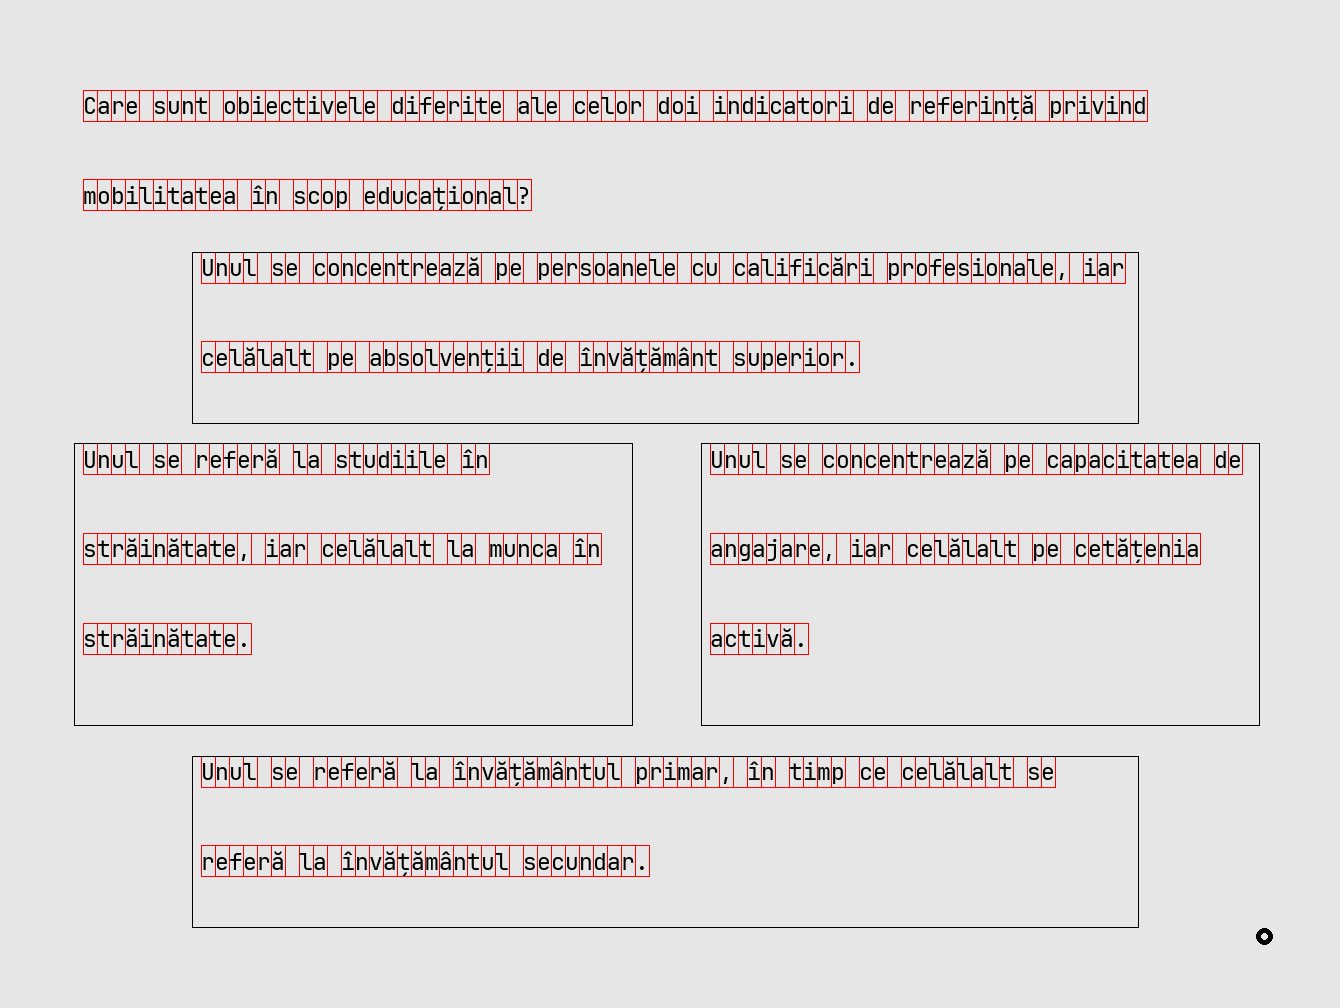 Care sunt obiectivele diferite ale celor doi indicatori de referință privind
mobilitatea în scop educațional?
Unul se concentrează pe persoanele cu calificări profesionale, iar
celălalt pe absolvenții de învățământ superior.
Unul se referă la studiile în
străinătate, iar celălalt la munca în
străinătate.
Unul se concentrează pe capacitatea de
angajare, iar celălalt pe cetățenia
activă.
Unul se referă la învățământul primar, în timp ce celălalt se
referă la învățământul secundar.